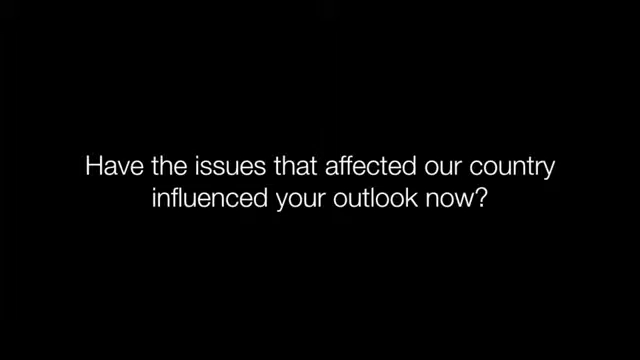 Have the issues that affected our country
influenced your outlook now?